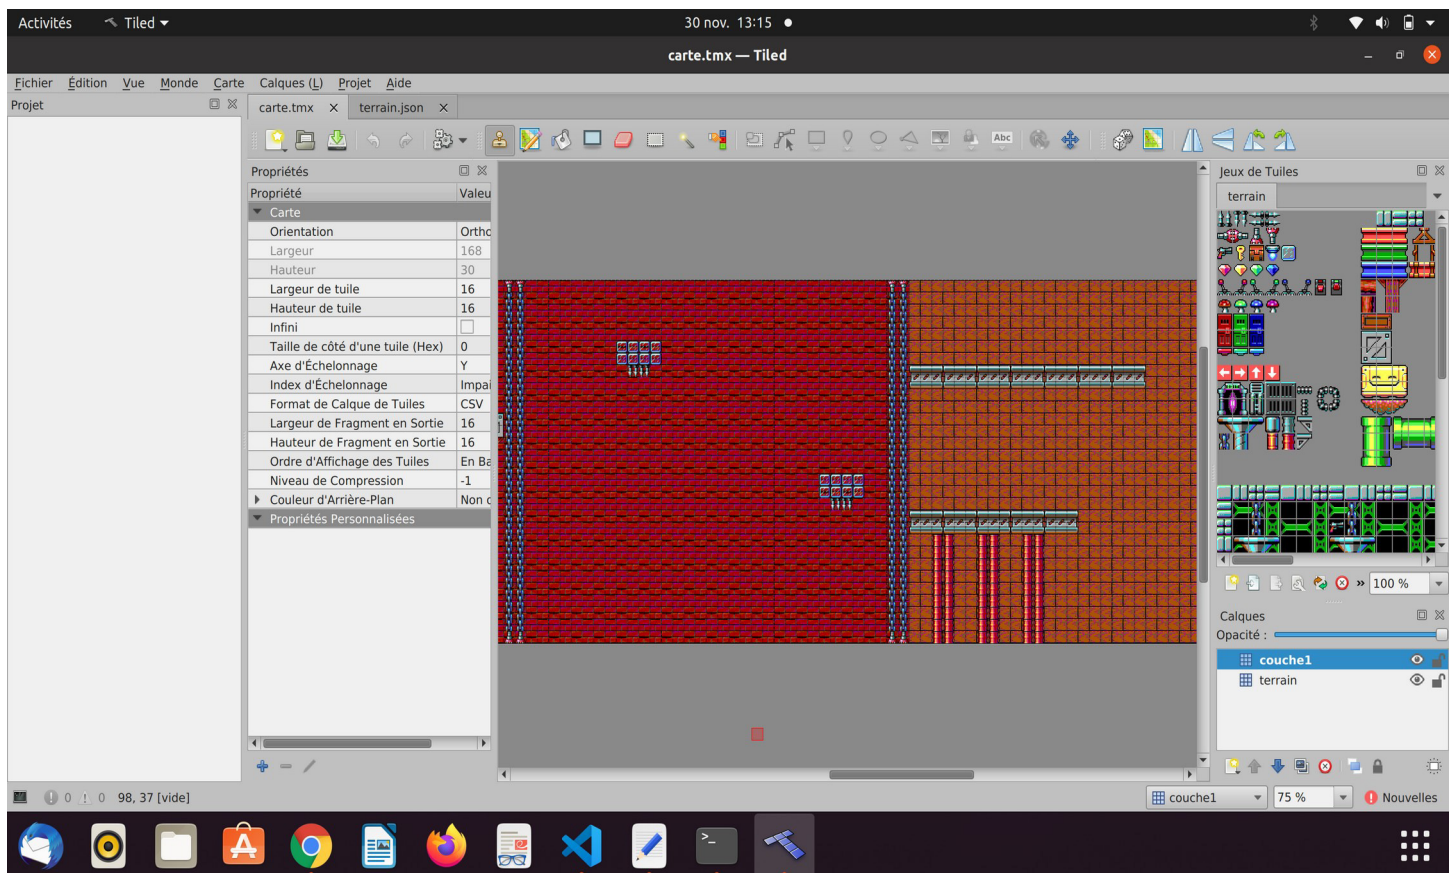 Activités
Tiled
30 nov. 13:15
carte.tmx — Tiled
Fichier Édition Vue Monde Carte Calques (L) Projet Aide
Projet
carte.tmx
terrain.json
Abc
Propriétés
Propriété Valeu
Carte
Orientation Ortho
Largeur 168
Hauteur 30
Largeur de tuile 16
Hauteur de tuile 16
Infini
Taille de côté d'une tuile (Hex) 0
Axe d'Échelonnage Y
Index d'Échelonnage Impai
Format de Calque de Tuiles CSV
Largeur de Fragment en Sortie 16
Hauteur de Fragment en Sortie 16
Ordre d'Affichage des Tuiles En Ba
Niveau de Compression -1
Couleur d'Arrière-Plan Non d
Propriétés Personnalisées
Jeux de Tuiles
terrain
100 %
Calques
Opacité :
couche1
terrain
0 0 98, 37 [vide]
couche1
75 %
Nouvelles